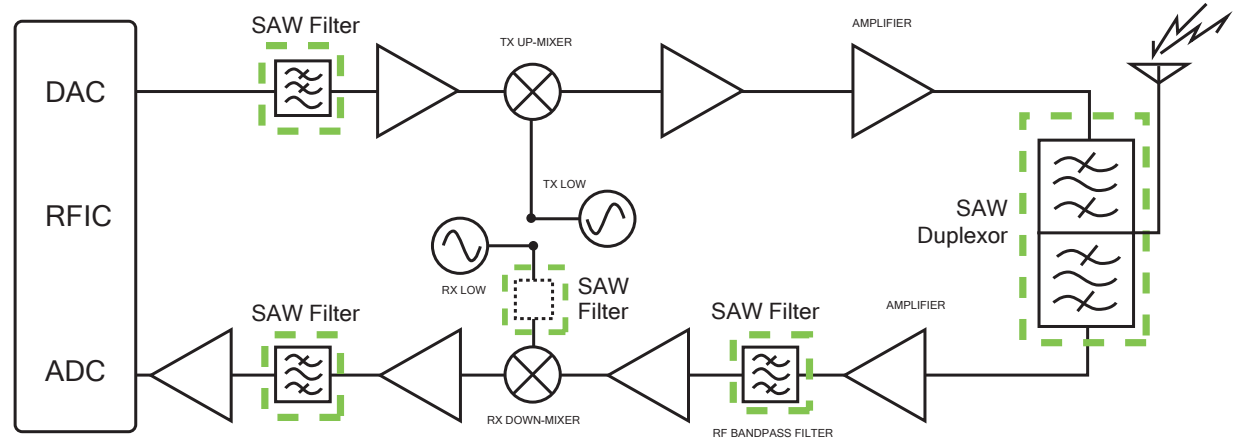 SAW Filter
AMPLIFIER
TX UP-MIXER
DAC
TX LOW
SAW
Duplexor
RFIC
RX LOW
SAW
Filter
SAW Filter
SAW Filter
AMPLIFIER
ADC
RX DOWN-MIXER
RF BANDPASS FILTER